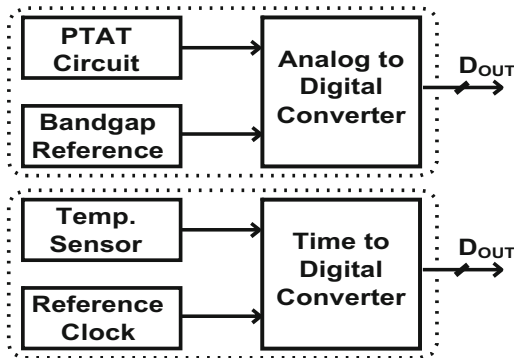 PTAT
Circuit
Bandgap
Reference
Analog to
Digital
Converter
DOUT
Temp.
Sensor
Reference
Clock
Time to
Digital
Converter
DOUT